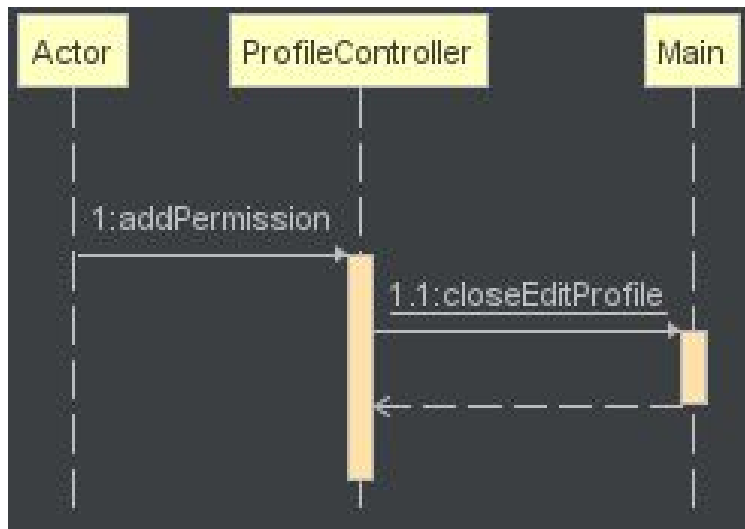 Actor
ProfileController
Main
1:addPermission
1.1:closeEditProfile